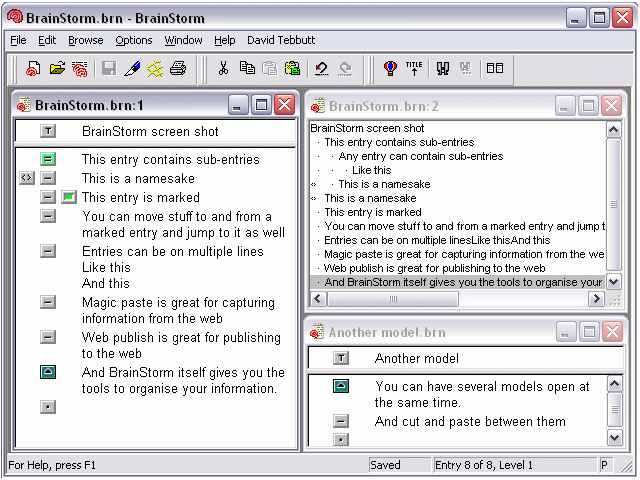 BrainStorm.brn - BrainStorm
File Edit Browse Options Window Help David Tebbutt
TITLE
BrainStorm.brn:1
T BrainStorm screen shot
This entry contains sub-entries
<> This is a namesake
This entry is marked
You can move stuff to and from a
marked entry and jump to it as well
Entries can be on multiple lines
Like this
And this
Magic paste is great for capturing
information from the web
Web publish is great for publishing
to the web
And BrainStorm itself gives you the
tools to organise your information.
BrainStorm.brn:2
BrainStorm screen shot
· This entry contains sub-entries
· · Any entry can contain sub-entries
· · · Like this
<> · · This is a namesake
<> · This is a namesake
· This entry is marked
· You can move stuff to and from a marked entry and jump t
· Entries can be on multiple linesLike thisAnd this
· Magic paste is great for capturing information from the we
· Web publish is great for publishing to the web
· And BrainStorm itself gives you the tools to organise your
Another model.brn
T Another model
You can have several models open at
the same time.
And cut and paste between them
For Help, press F1
Saved
Entry 8 of 8, Level 1
P